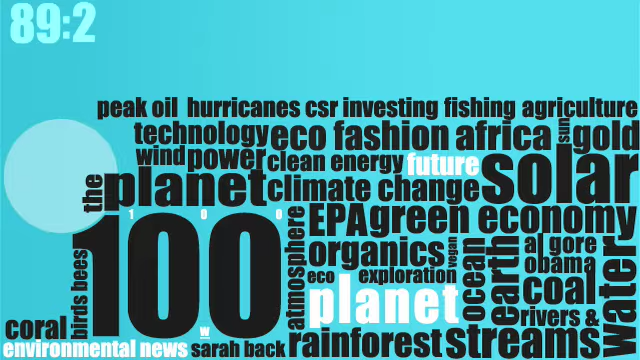 89:2
peak oil hurricanes csr investing fishing agriculture
technology eco fashion africa sun gold
wind power clean energy future solar
the planet climate change
1 0 0
100 atmosphere EPA green economy
birds bees organics vegan ocean earth al gore water
eco exploration obama
planet coal
w
coral rivers &
environmental news sarah back rainforest streams